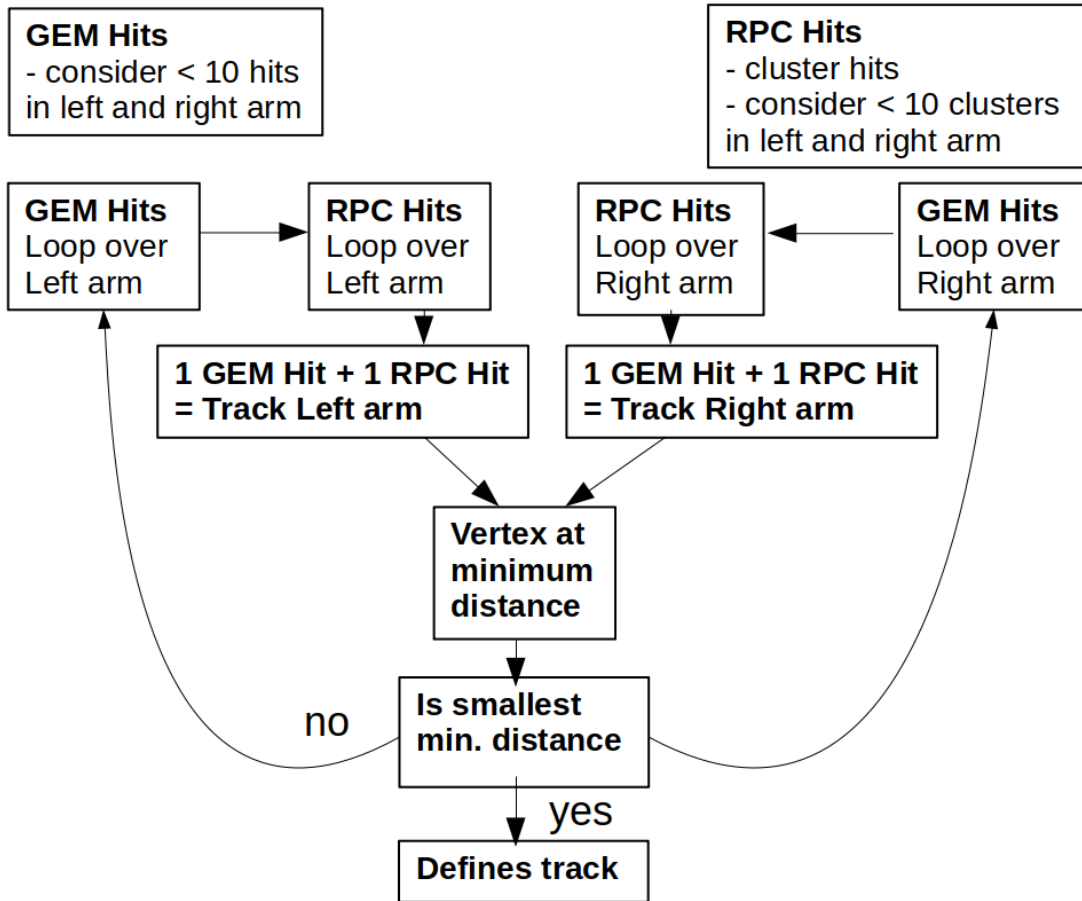 GEM Hits
- consider < 10 hits
in left and right arm
RPC Hits
- cluster hits
- consider < 10 clusters
in left and right arm
GEM Hits
Loop over
Left arm
RPC Hits
Loop over
Left arm
RPC Hits
Loop over
Right arm
GEM Hits
Loop over
Right arm
1 GEM Hit + 1 RPC Hit
= Track Left arm
1 GEM Hit + 1 RPC Hit
= Track Right arm
Vertex at
minimum
distance
Is smallest
min. distance
no
yes
Defines track